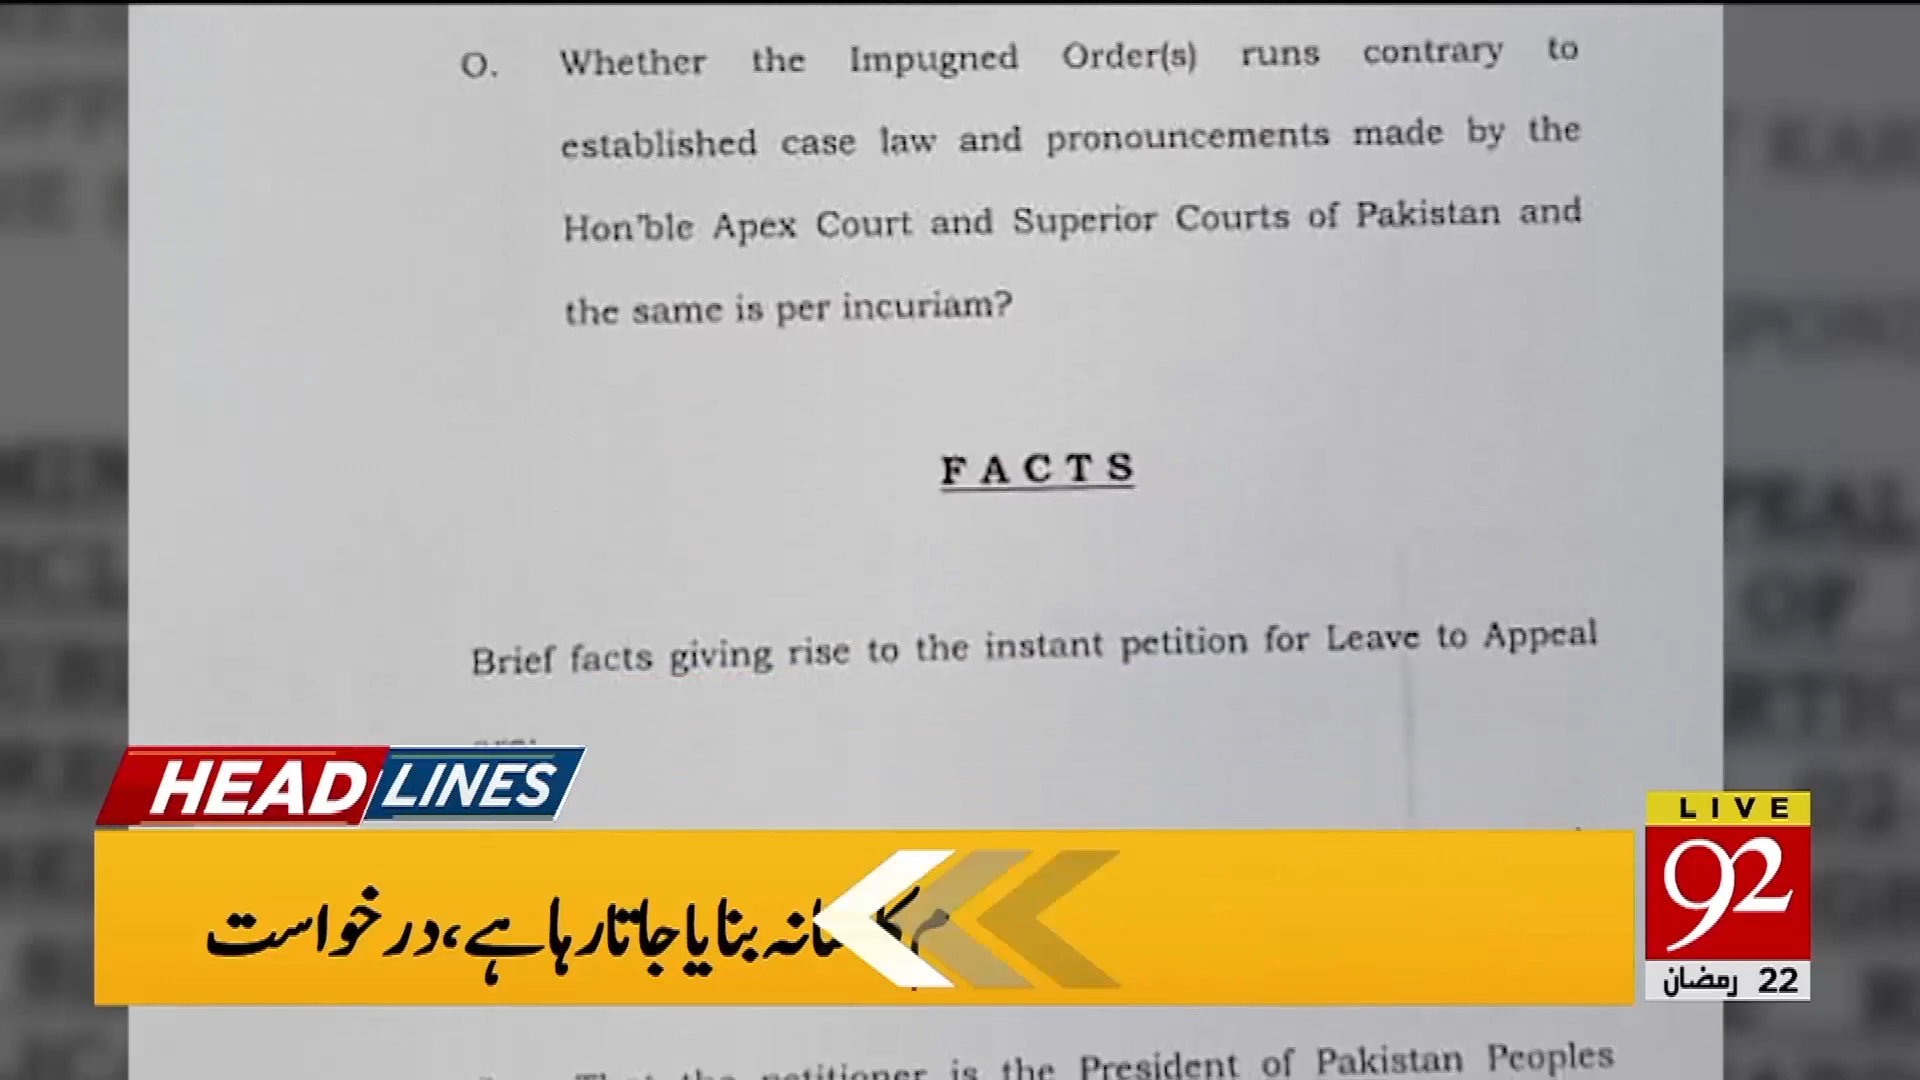 O. Whether the Impugned Order(s) runs contrary to
established case law and pronouncements made by the
Hon'ble Apex Court and Superior Courts of Pakistan and
the same is per incuriam?
FACTS
Brief facts giving rise to the instant petition for Leave to Appeal
are:
HEADLINES
نہ بنایا جاتا رہا ہے، درخواست
LIVE
92
22 رمضان
the petitioner is the President of Pakistan Peoples